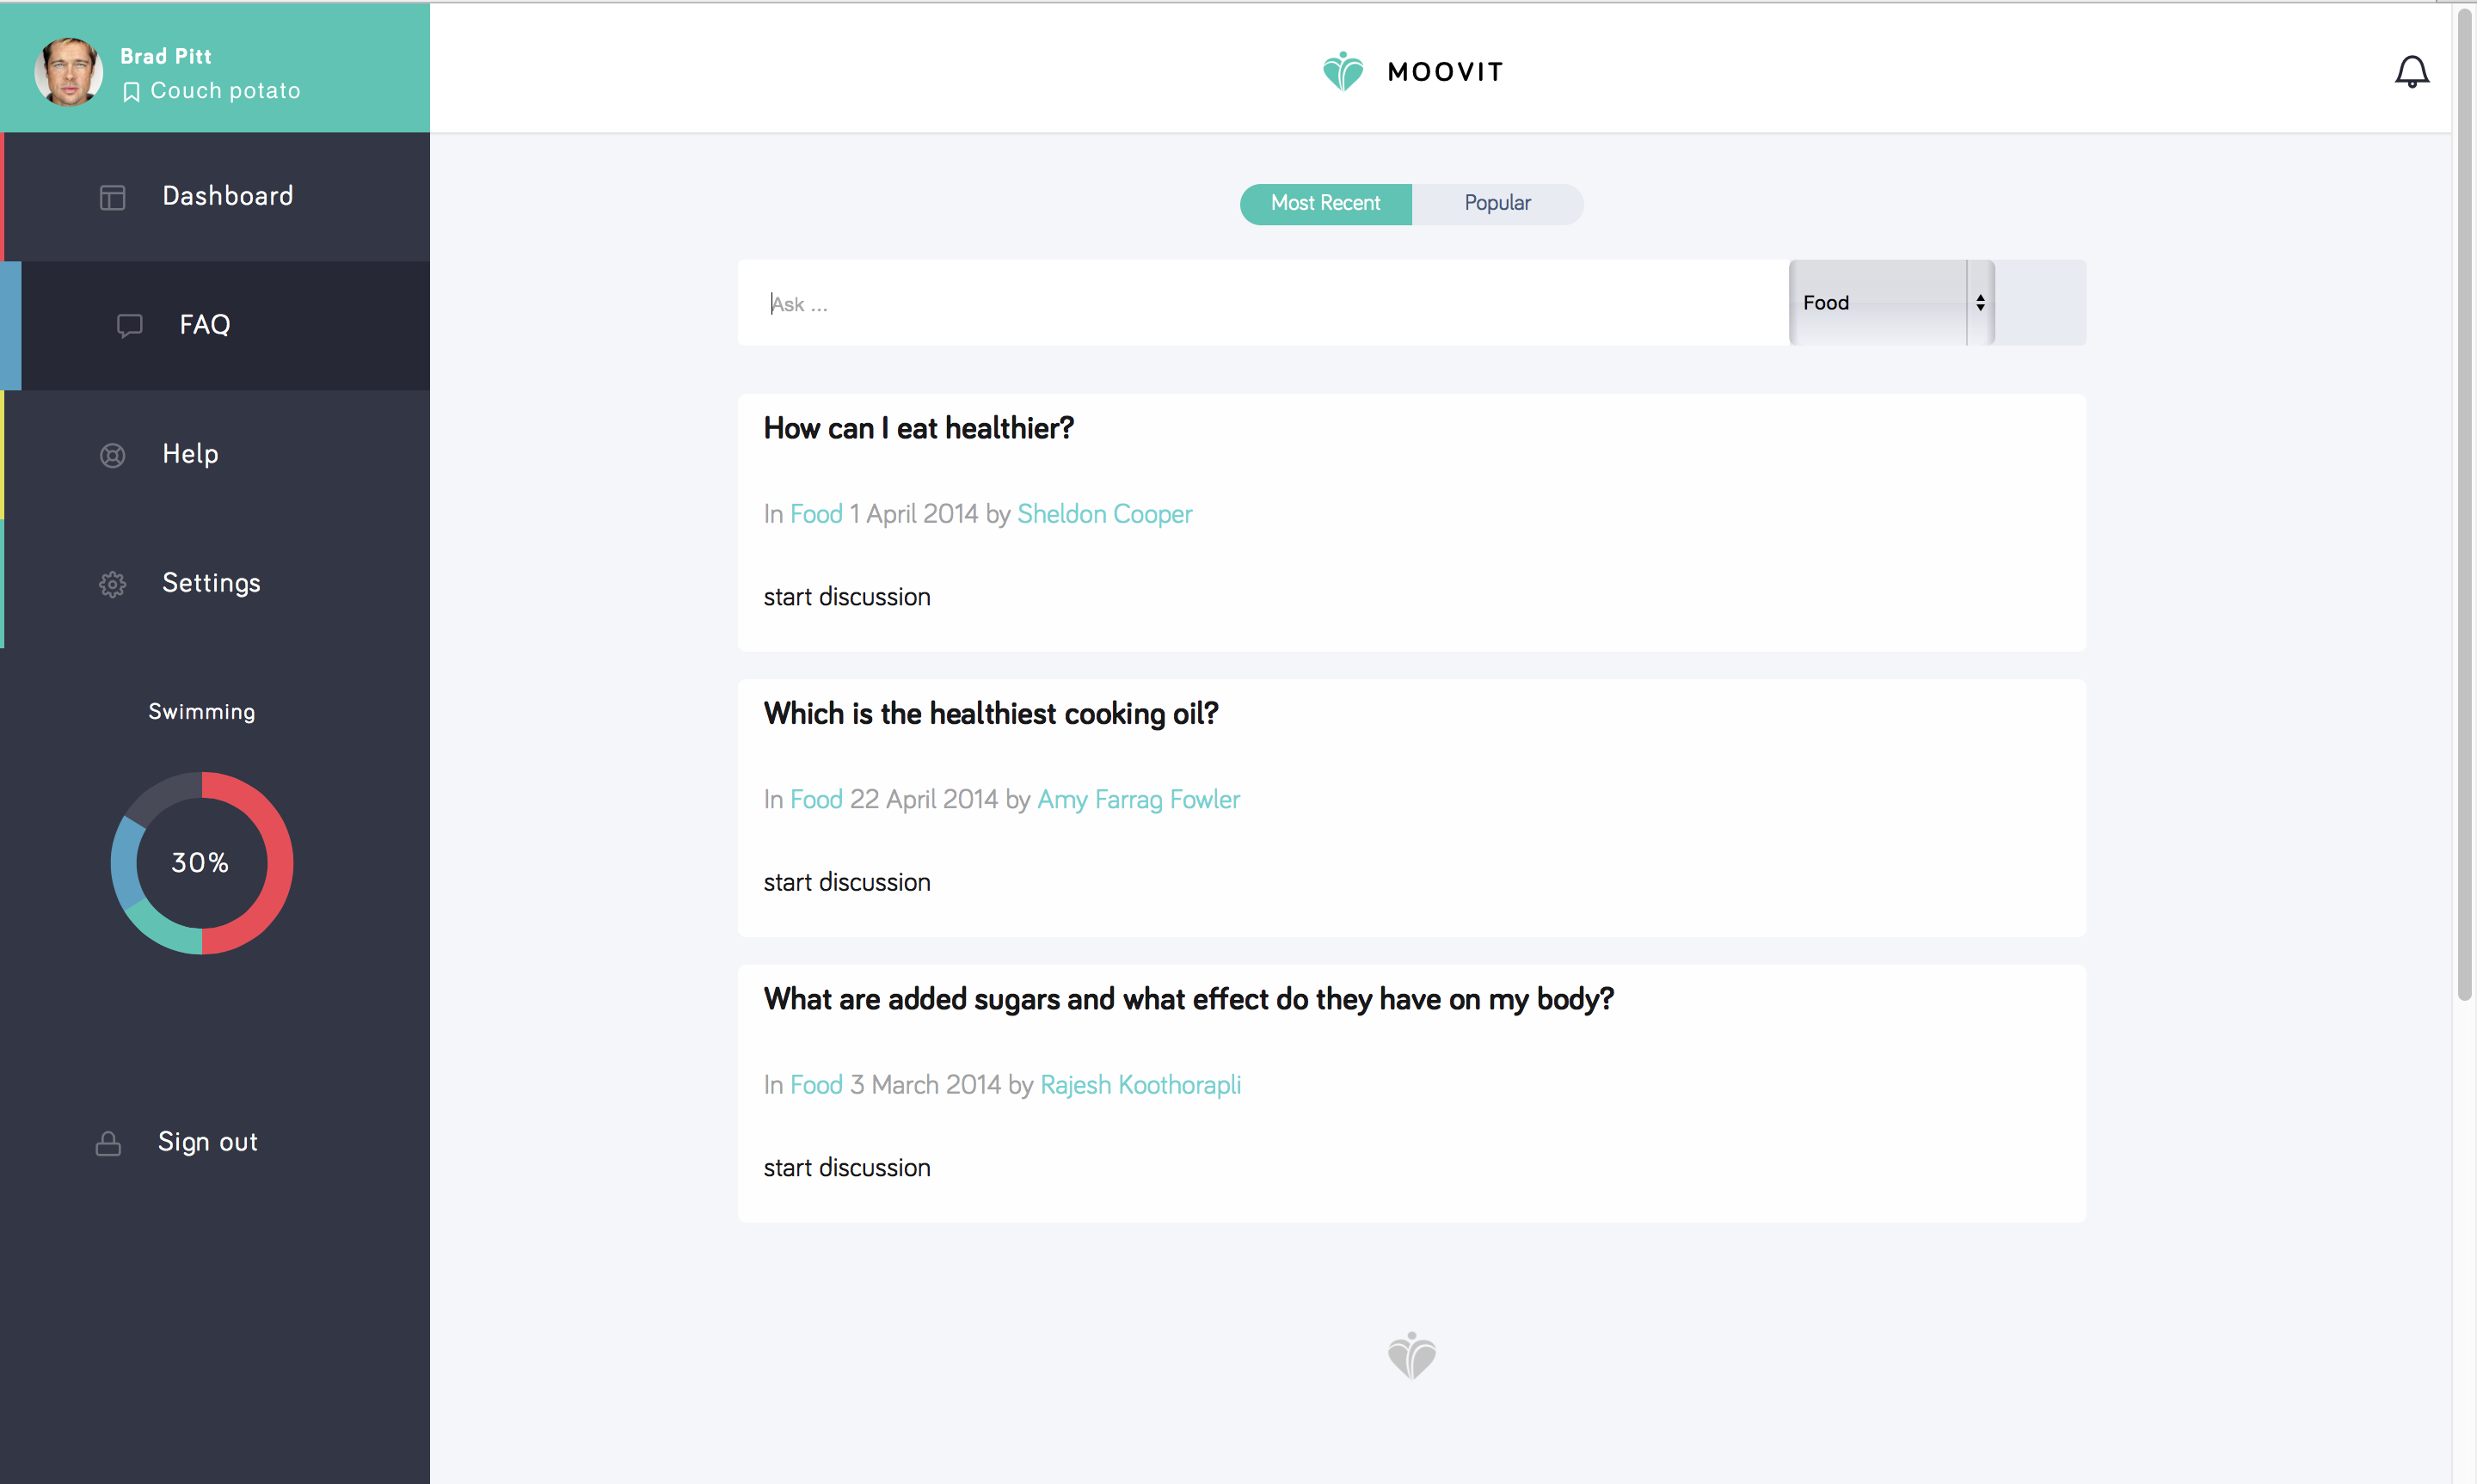 Brad Pitt
Couch potato
MOOVIT
Dashboard
FAQ
Help
Settings
Swimming
30%
Sign out
Most Recent
Popular
Ask ...
Food
How can I eat healthier?
In Food 1 April 2014 by Sheldon Cooper
start discussion
Which is the healthiest cooking oil?
In Food 22 April 2014 by Amy Farrag Fowler
start discussion
What are added sugars and what effect do they have on my body?
In Food 3 March 2014 by Rajesh Koothorapli
start discussion